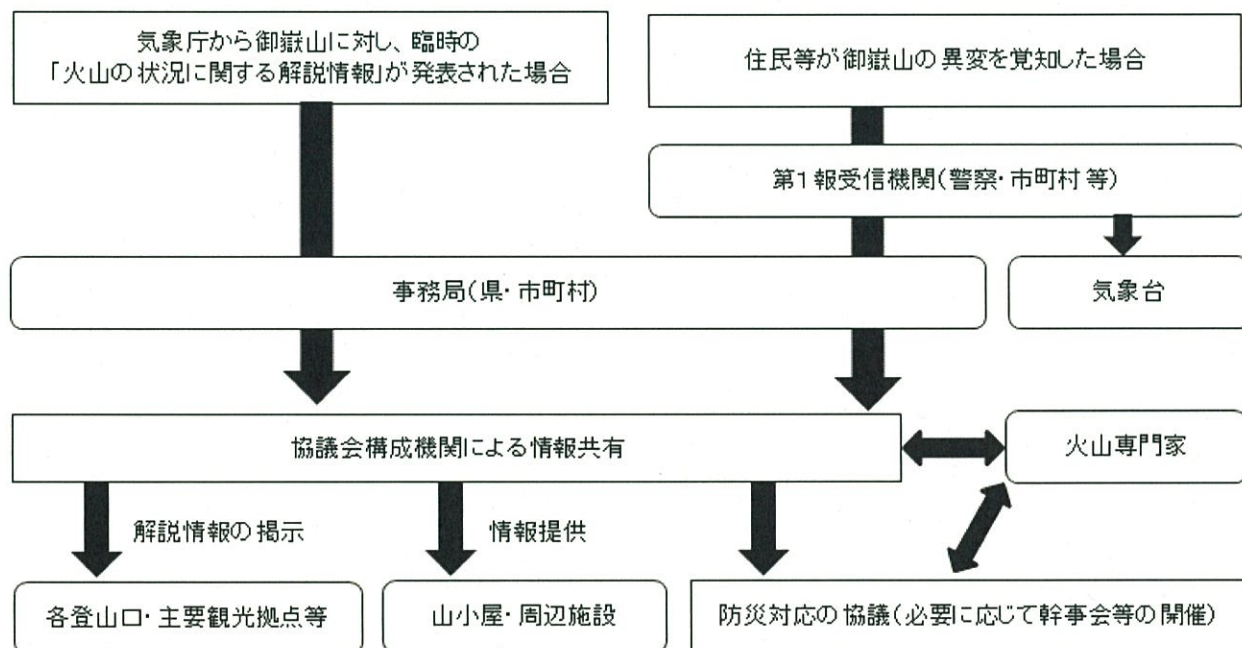 気象庁から御嶽山に対し、臨時の
「火山の状況に関する解説情報」が発表された場合
住民等が御嶽山の異変を覚知した場合
第1報受信機関(警察・市町村等)
事務局(県・市町村)
気象台
協議会構成機関による情報共有
火山専門家
解説情報の掲示
情報提供
各登山口・主要観光拠点等
山小屋・周辺施設
防災対応の協議(必要に応じて幹事会等の開催)